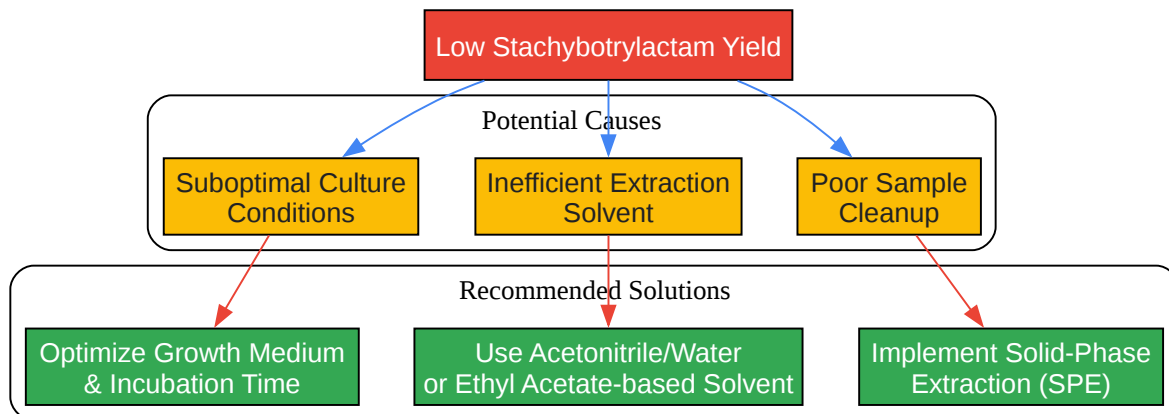 Low Stachybotrylactam Yield
Potential Causes
Suboptimal Culture
Conditions
Inefficient Extraction
Solvent
Poor Sample
Cleanup
Recommended Solutions
Optimize Growth Medium
& Incubation Time
Use Acetonitrile/Water
or Ethyl Acetate-based Solvent
Implement Solid-Phase
Extraction (SPE)